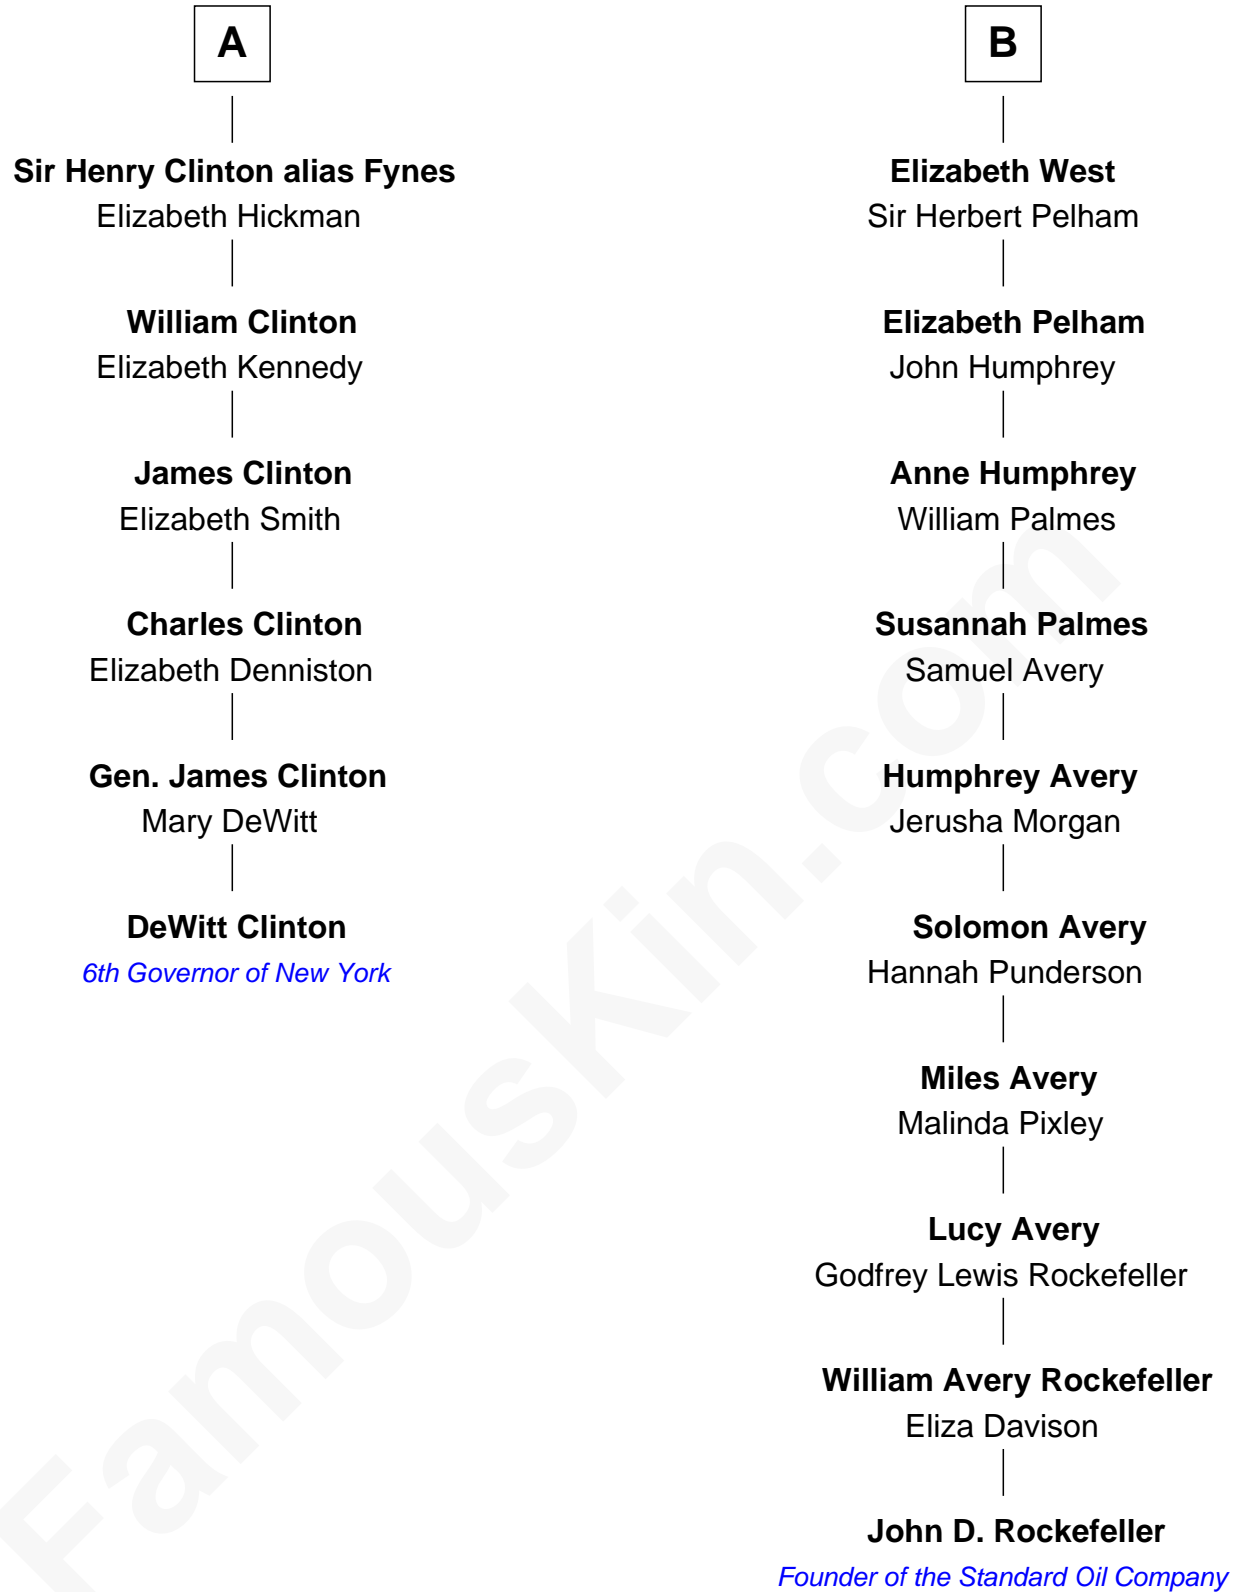 A
Sir Henry Clinton alias Fynes
Elizabeth Hickman
William Clinton
Elizabeth Kennedy
James Clinton
Elizabeth Smith
Charles Clinton
Elizabeth Denniston
Gen. James Clinton
Mary DeWitt
DeWitt Clinton
6th Governor of New York
B
Elizabeth West
Sir Herbert Pelham
Elizabeth Pelham
John Humphrey
Anne Humphrey
William Palmes
Susannah Palmes
Samuel Avery
Humphrey Avery
Jerusha Morgan
Solomon Avery
Hannah Punderson
Miles Avery
Malinda Pixley
Lucy Avery
Godfrey Lewis Rockefeller
William Avery Rockefeller
Eliza Davison
John D. Rockefeller
Founder of the Standard Oil Company
FamousKin.com